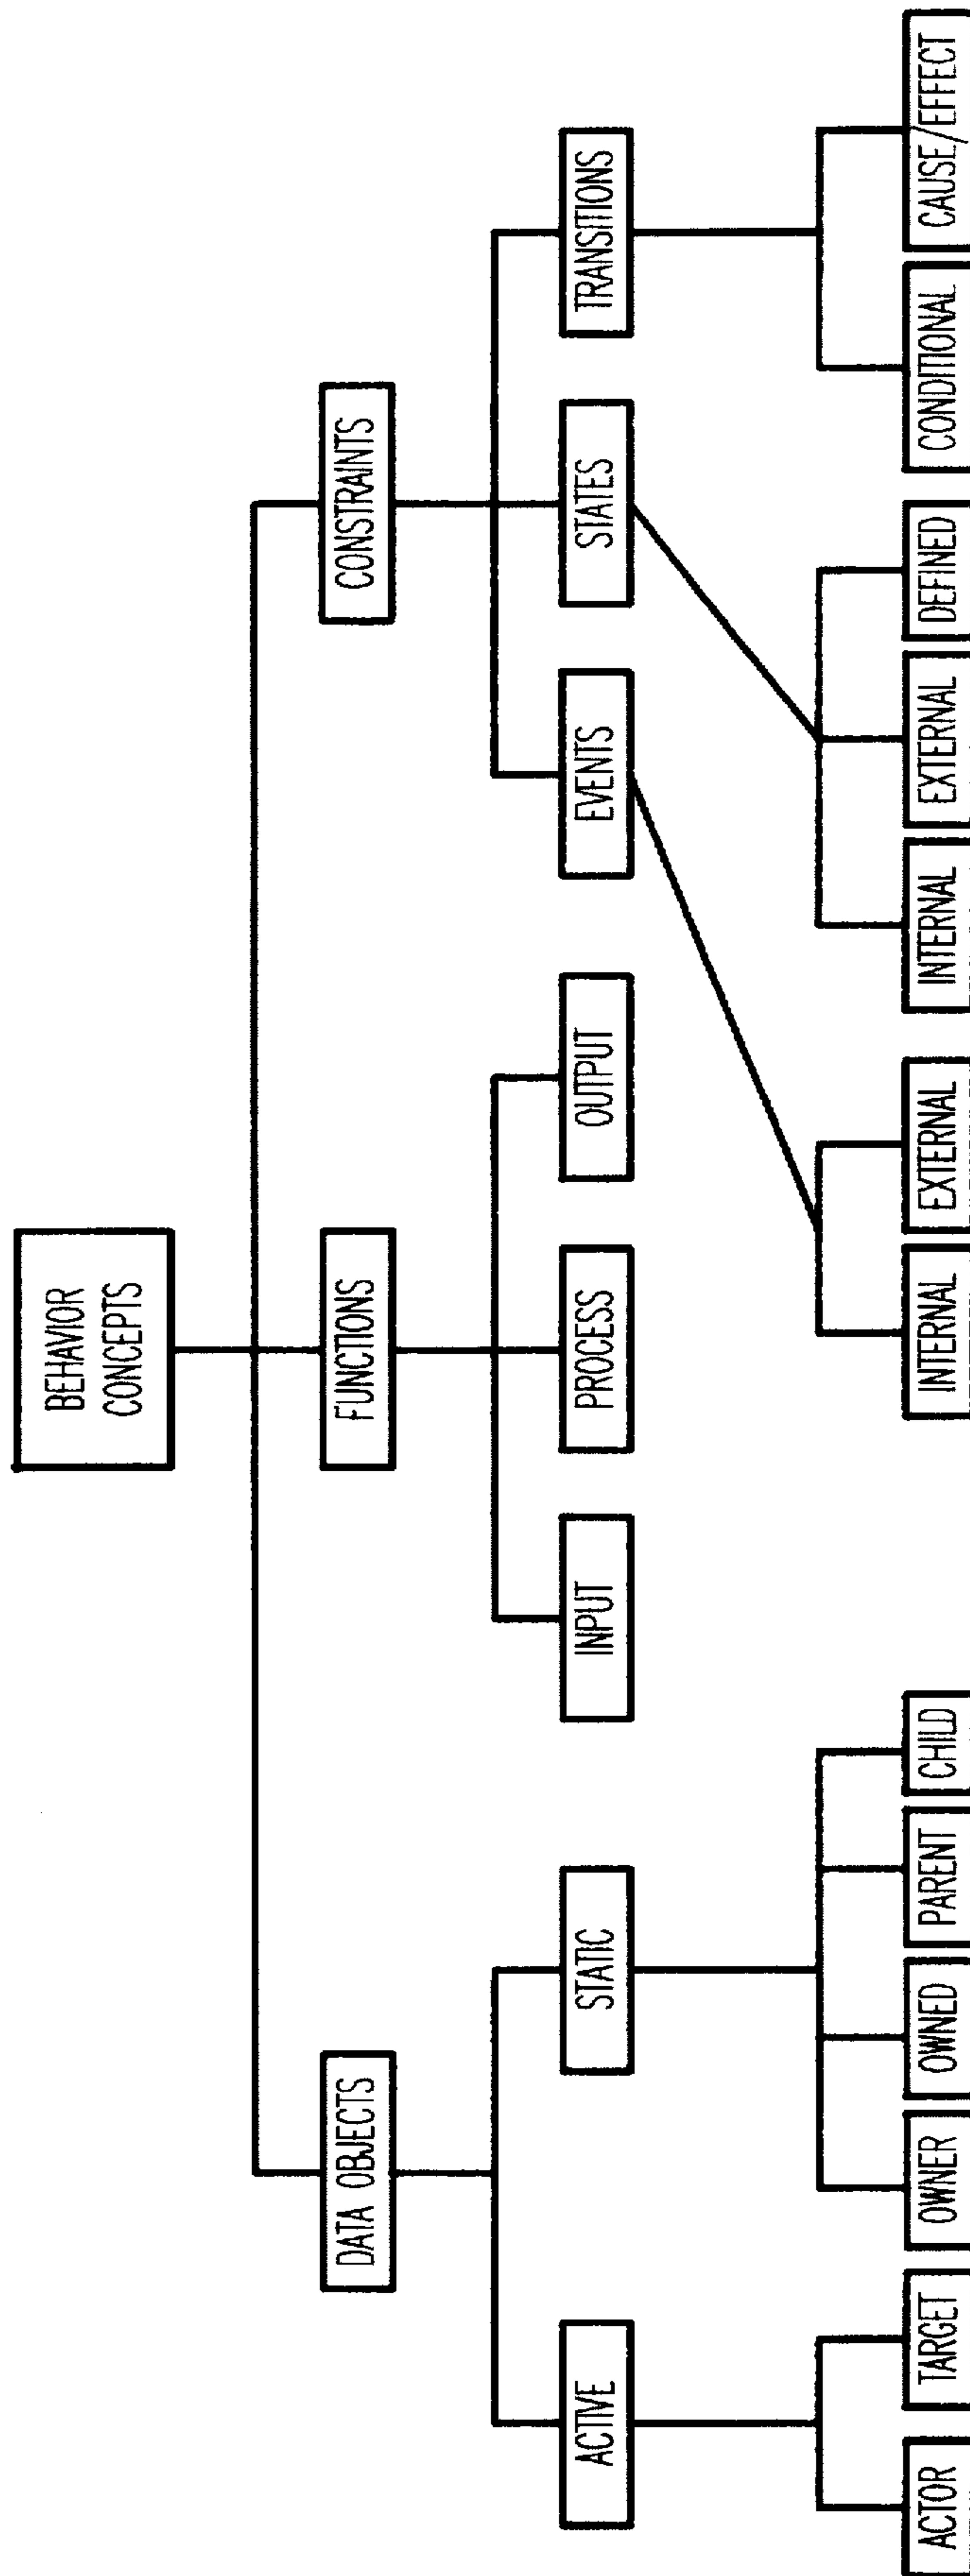 BEHAVIOR
CONCEPTS
DATA OBJECTS
FUNCTIONS
CONSTRAINTS
ACTIVE
STATIC
INPUT
PROCESS
OUTPUT
EVENTS
STATES
TRANSITIONS
ACTOR
TARGET
OWNER
OWNED
PARENT
CHILD
INTERNAL
EXTERNAL
INTERNAL
EXTERNAL
DEFINED
CONDITIONAL
CAUSE/EFFECT